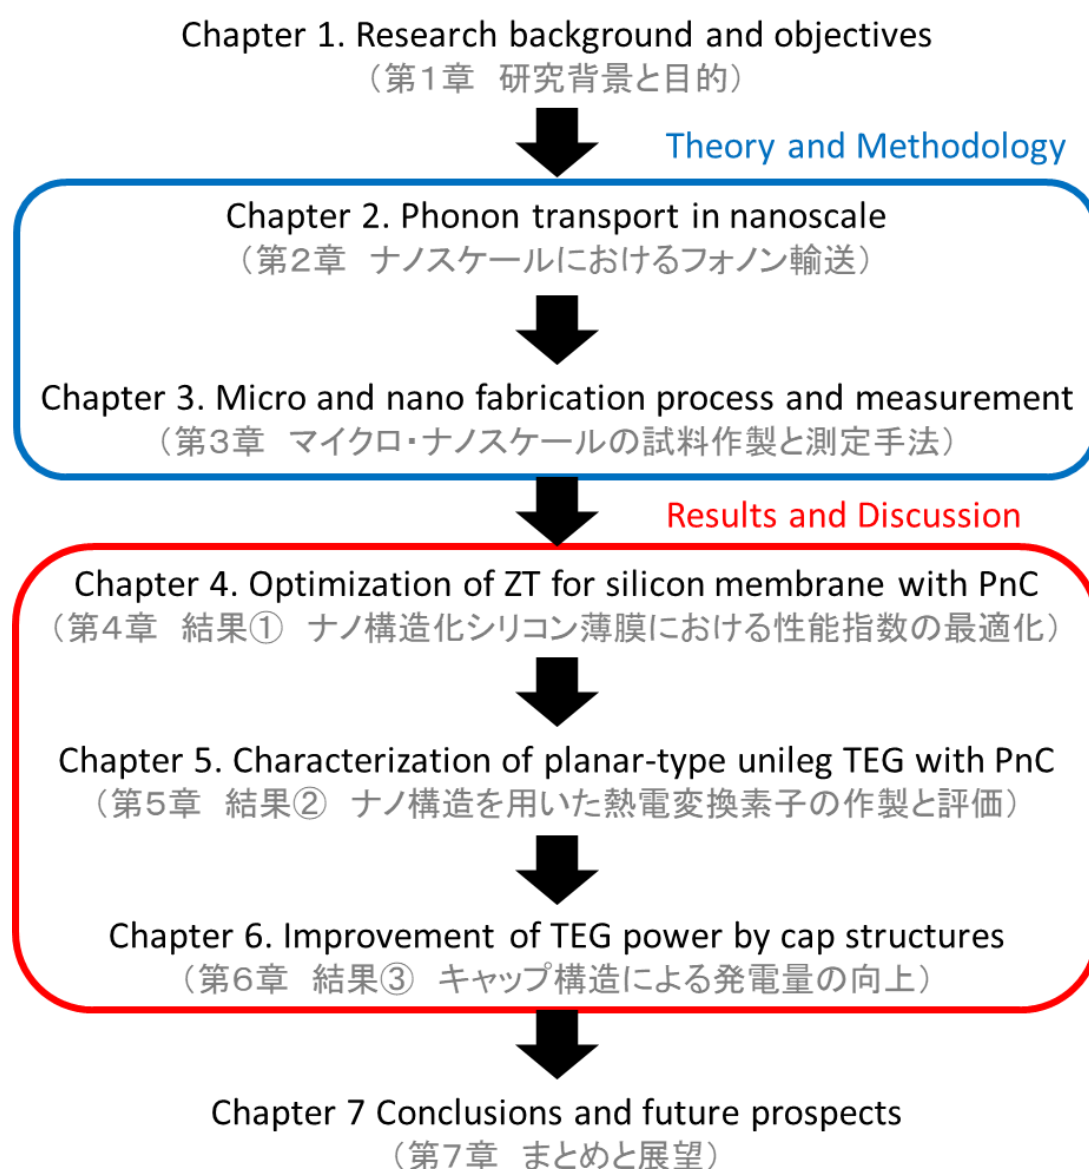 Chapter 1. Research background and objectives
（第１章　研究背景と目的）
Theory and Methodology
Chapter 2. Phonon transport in nanoscale
（第２章　ナノスケールにおけるフォノン輸送）
Chapter 3. Micro and nano fabrication process and measurement
（第３章　マイクロ・ナノスケールの試料作製と測定手法）
Results and Discussion
Chapter 4. Optimization of ZT for silicon membrane with PnC
（第４章　結果①　ナノ構造化シリコン薄膜における性能指数の最適化）
Chapter 5. Characterization of planar-type unileg TEG with PnC
（第５章　結果②　ナノ構造を用いた熱電変換素子の作製と評価）
Chapter 6. Improvement of TEG power by cap structures
（第６章　結果③　キャップ構造による発電量の向上）
Chapter 7 Conclusions and future prospects
（第７章　まとめと展望）